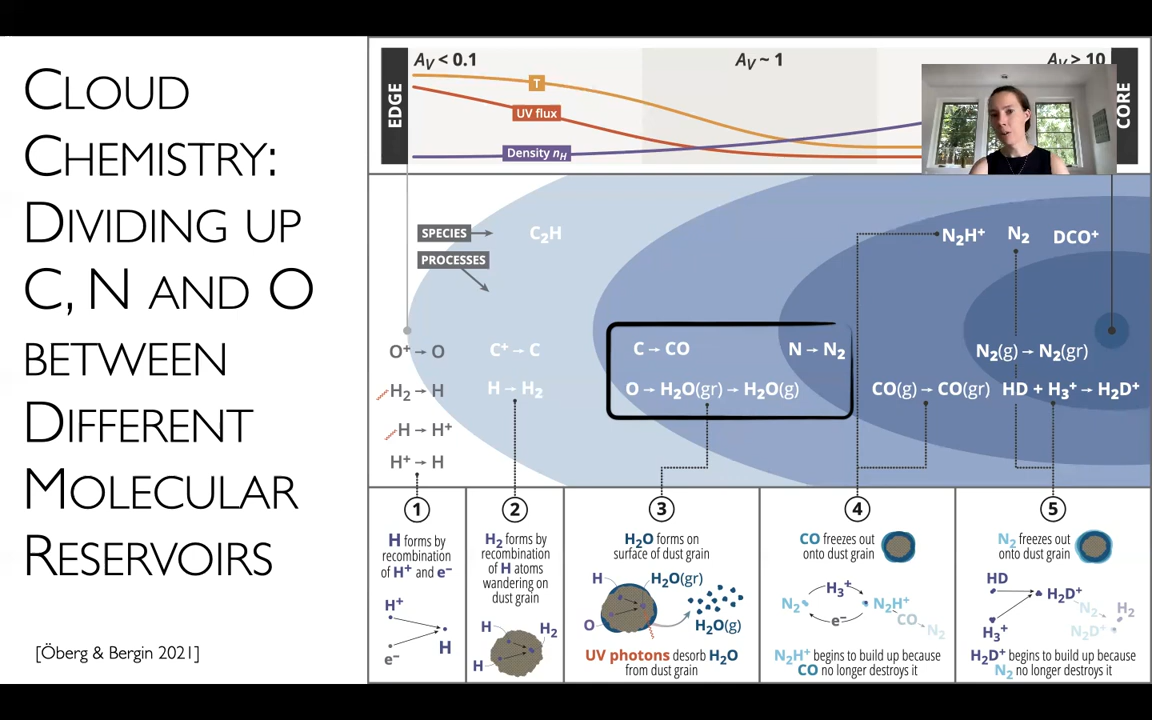 CLOUD
CHEMISTRY:
DIVIDING UP
C, N AND O
BETWEEN
DIFFERENT
MOLECULAR
RESERVOIRS
[Öberg & Bergin 2021]
EDGE
A_V < 0.1
A_V ~ 1
A_V > 10
CORE
T
UV flux
Density n_H
SPECIES
C₂H
N₂H⁺
N₂
DCO⁺
PROCESSES
O⁺→O
C⁺→C
C→CO
N→N₂
N₂(g)→N₂(gr)
H₂→H
H→H₂
O→H₂O(gr)→H₂O(g)
CO(g)→CO(gr)
HD + H₃⁺→H₂D⁺
H→H⁺
H⁺→H
1
H forms by
recombination
of H⁺ and e⁻
H⁺
e⁻
H
2
H₂ forms by
recombination
of H atoms
wandering on
dust grain
H
H₂
H
3
H₂O forms on
surface of dust grain
H
H₂O(gr)
O
H₂O(g)
UV photons desorb H₂O
from dust grain
4
CO freezes out
onto dust grain
H₃⁺
N₂
N₂H⁺
e⁻
CO
N₂
N₂H⁺ begins to build up because
CO no longer destroys it
5
N₂ freezes out
onto dust grain
HD
H₂D⁺
N₂
H₂
H₃⁺
N₂D⁺
H₂D⁺ begins to build up because
N₂ no longer destroys it